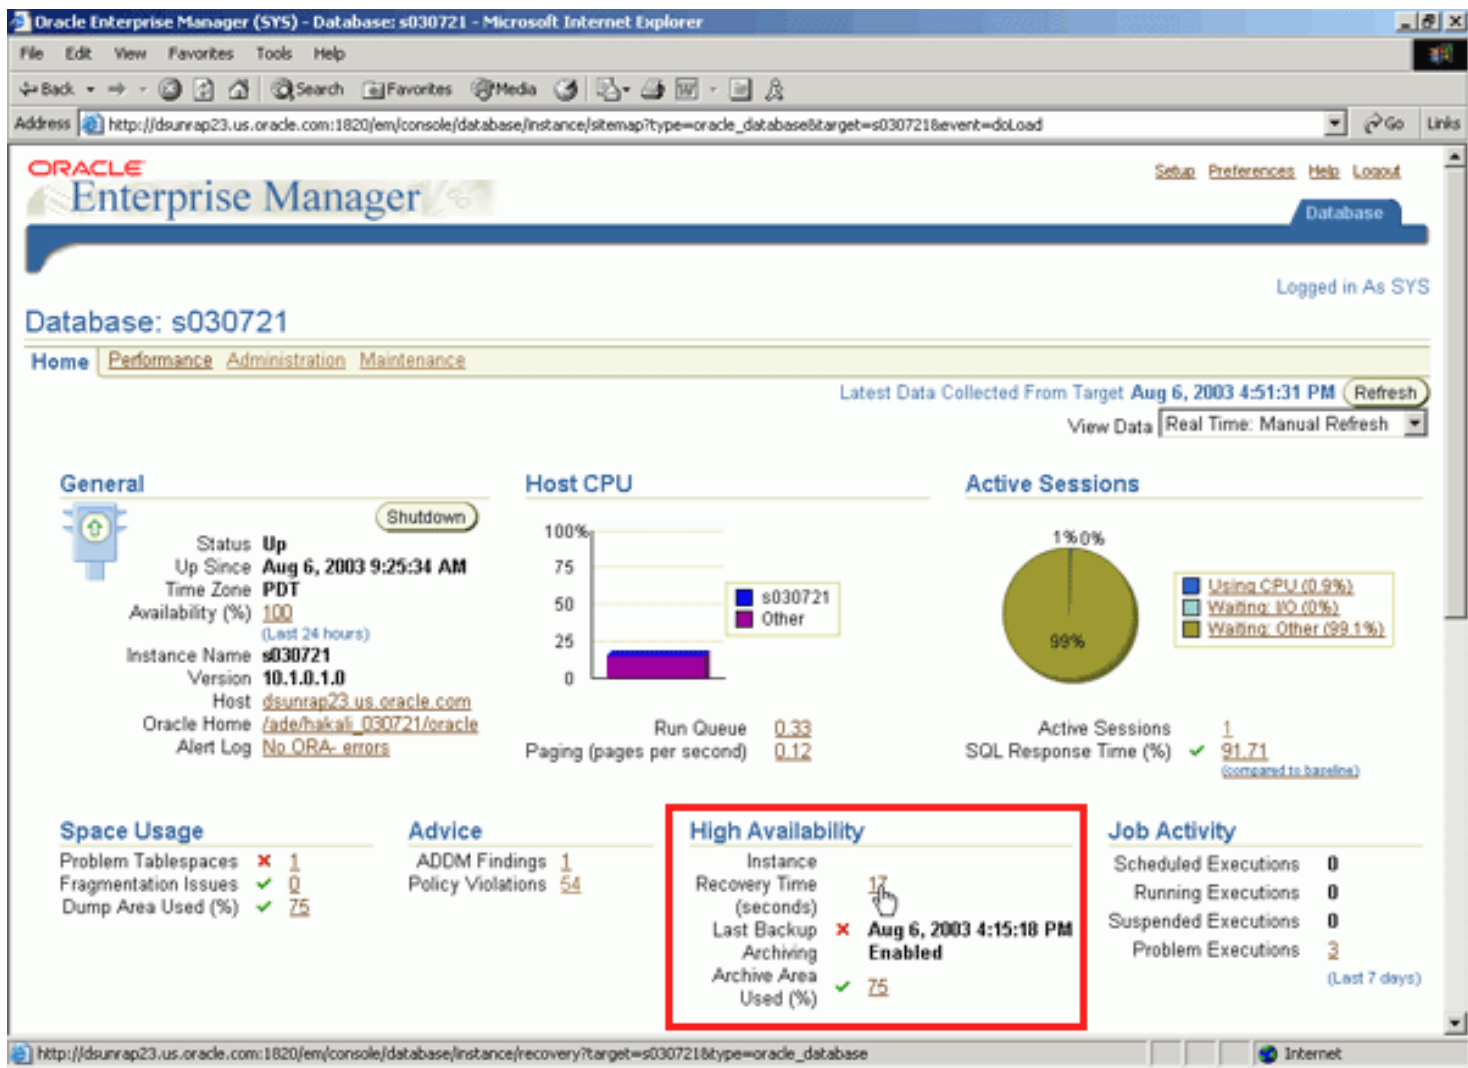 Oracle Enterprise Manager (SYS) - Database: s030721 - Microsoft Internet Explorer
File Edit View Favorites Tools Help
Back Search Favorites Media
Address http://dsunrap23.us.oracle.com:1820/em/console/database/instance/sitemap?type=oracle_database&target=s030721&event=doLoad Go Links
ORACLE
Enterprise Manager
Setup Preferences Help Logout
Database
Logged in As SYS
Database: s030721
Home Performance Administration Maintenance
Latest Data Collected From Target Aug 6, 2003 4:51:31 PM Refresh
View Data Real Time: Manual Refresh
General
Shutdown
Status Up
Up Since Aug 6, 2003 9:25:34 AM
Time Zone PDT
Availability (%) 100
(Last 24 hours)
Instance Name s030721
Version 10.1.0.1.0
Host dsunrap23.us.oracle.com
Oracle Home /ade/hakali_030721/oracle
Alert Log No ORA- errors
Host CPU
100%
75
50
25
0
s030721
Other
Run Queue 0.33
Paging (pages per second) 0.12
Active Sessions
1% 0%
99%
Using CPU (0.9%)
Waiting: I/O (0%)
Waiting: Other (99.1%)
Active Sessions 1
SQL Response Time (%) 91.71
(compared to baseline)
Space Usage
Problem Tablespaces 1
Fragmentation Issues 0
Dump Area Used (%) 75
Advice
ADDM Findings 1
Policy Violations 54
High Availability
Instance
Recovery Time 17
(seconds)
Last Backup Aug 6, 2003 4:15:18 PM
Archiving Enabled
Archive Area
Used (%) 75
Job Activity
Scheduled Executions 0
Running Executions 0
Suspended Executions 0
Problem Executions 3
(Last 7 days)
http://dsunrap23.us.oracle.com:1820/em/console/database/instance/recovery?target=s030721&type=oracle_database Internet